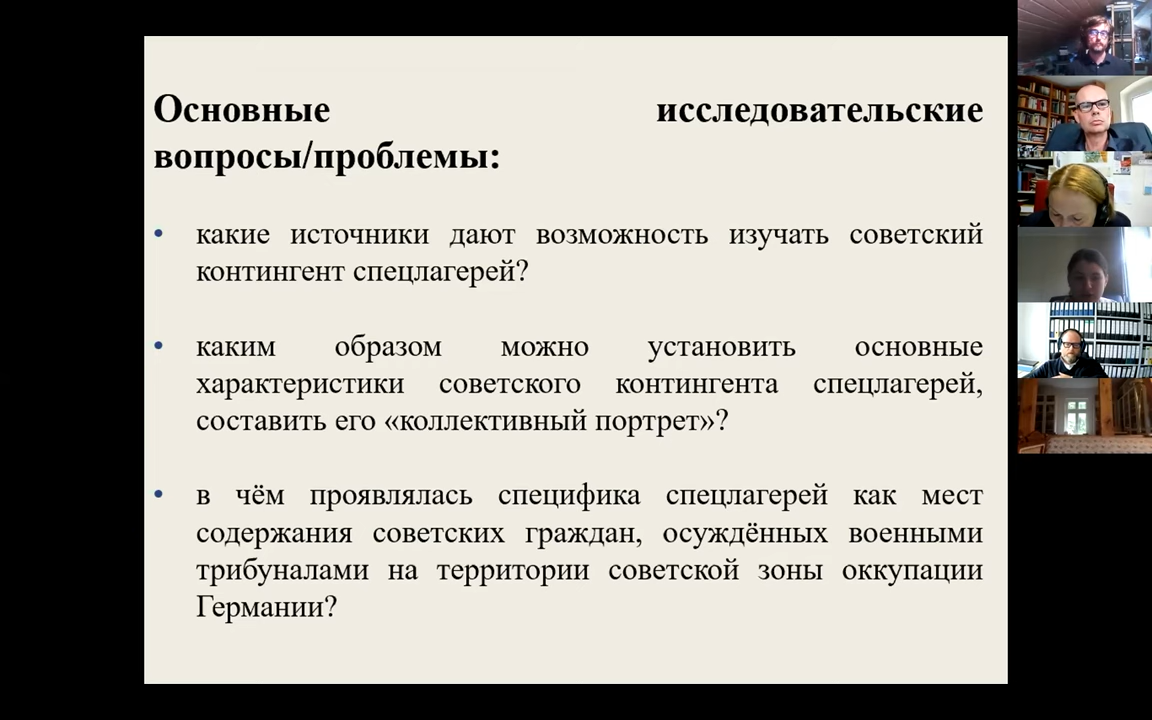 Основные исследовательские
вопросы/проблемы:
• какие источники дают возможность изучать советский
контингент спецлагерей?
• каким образом можно установить основные
характеристики советского контингента спецлагерей,
составить его «коллективный портрет»?
• в чём проявлялась специфика спецлагерей как мест
содержания советских граждан, осуждённых военными
трибуналами на территории советской зоны оккупации
Германии?